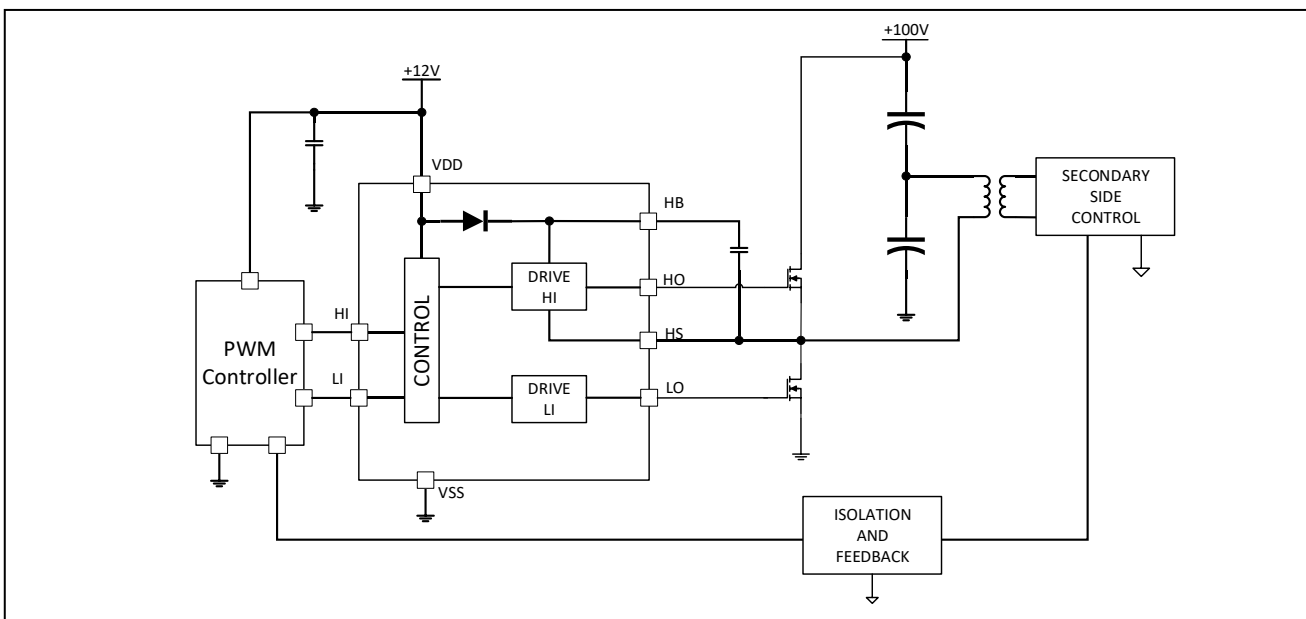 +100V
+12V
VDD
HB
SECONDARY
SIDE
CONTROL
DRIVE
HI
HO
HI
CONTROL
PWM
Controller
HS
LI
DRIVE
LI
LO
VSS
ISOLATION
AND
FEEDBACK